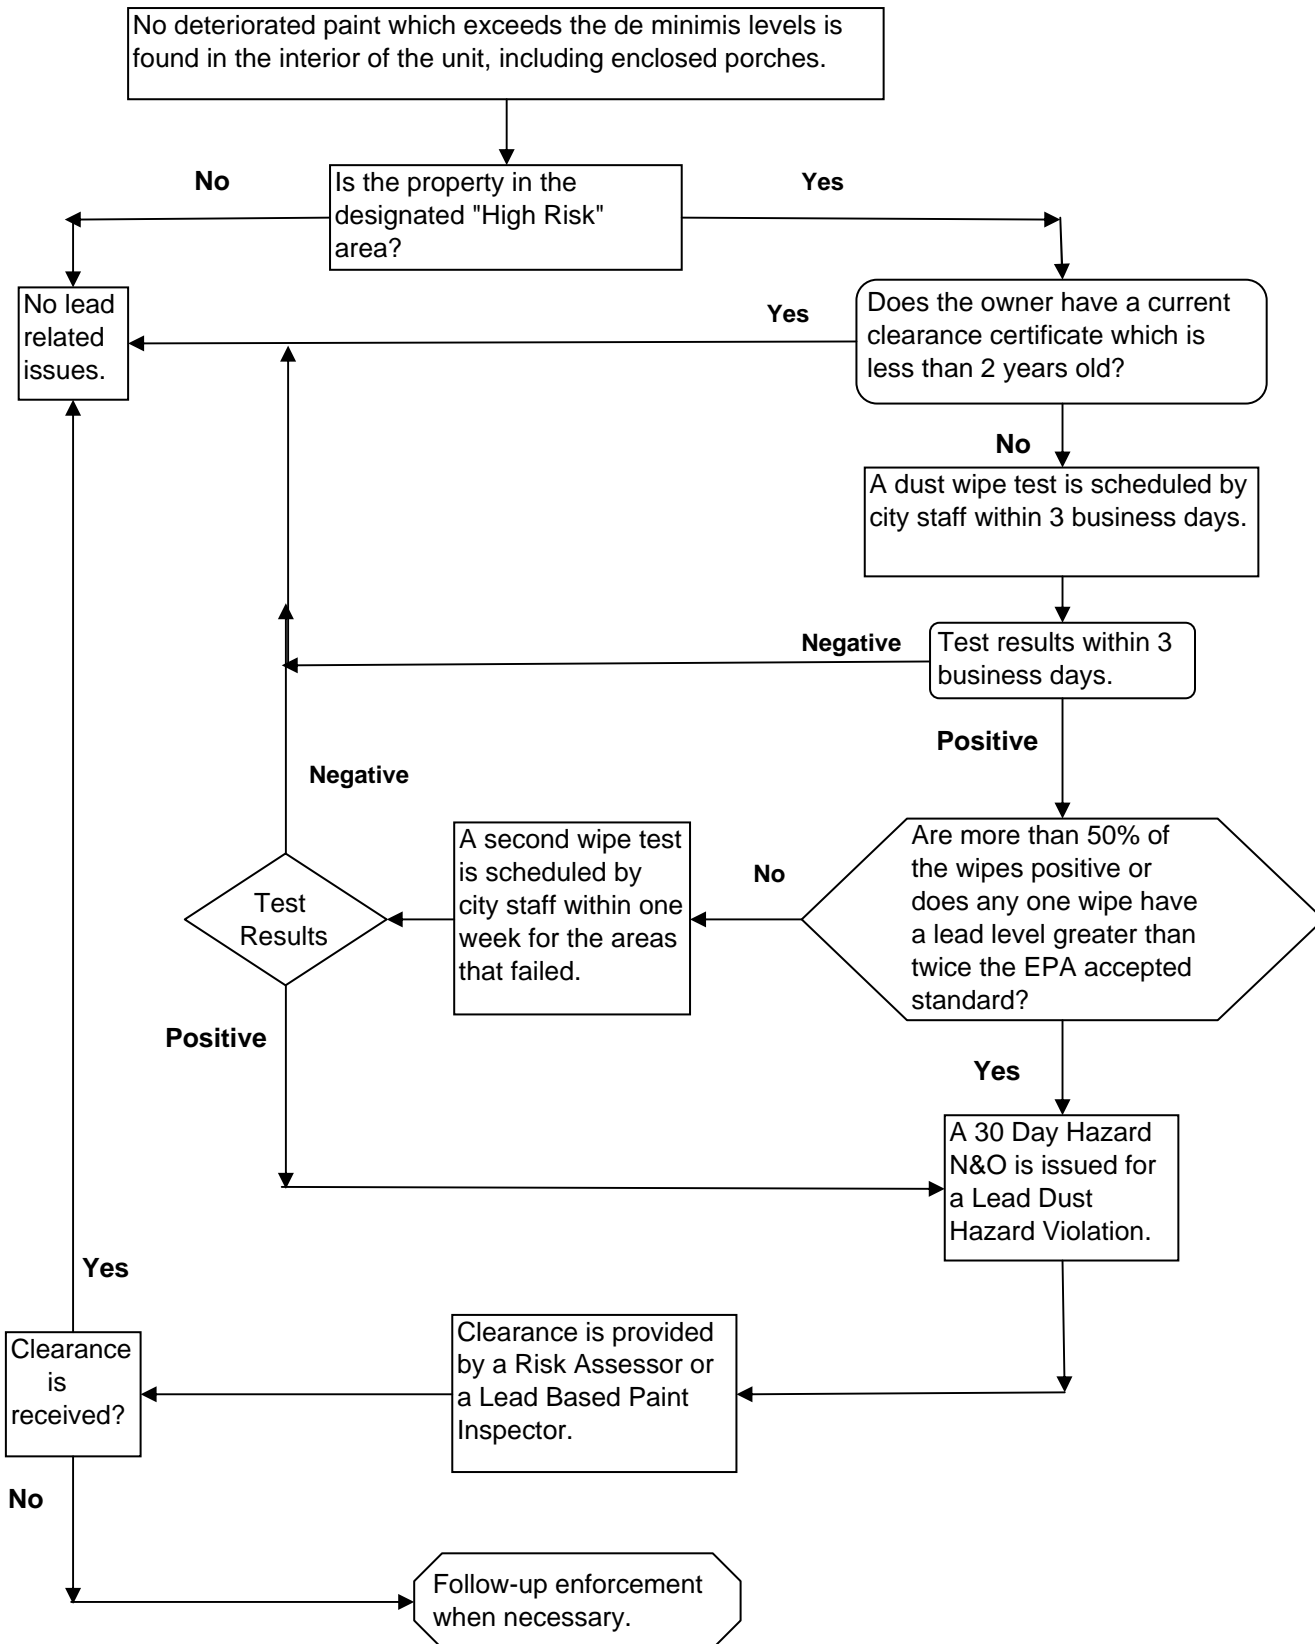 No deteriorated paint which exceeds the de minimis levels is
found in the interior of the unit, including enclosed porches.
No
Is the property in the
designated "High Risk"
area?
Yes
No lead
related
issues.
Yes
Does the owner have a current
clearance certificate which is
less than 2 years old?
No
A dust wipe test is scheduled by
city staff within 3 business days.
Negative
Test results within 3
business days.
Positive
Negative
Are more than 50% of
the wipes positive or
does any one wipe have
a lead level greater than
twice the EPA accepted
standard?
No
A second wipe test
is scheduled by
city staff within one
week for the areas
that failed.
Test
Results
Positive
Yes
A 30 Day Hazard
N&O is issued for
a Lead Dust
Hazard Violation.
Yes
Clearance is provided
by a Risk Assessor or
a Lead Based Paint
Inspector.
Clearance
is
received?
No
Follow-up enforcement
when necessary.